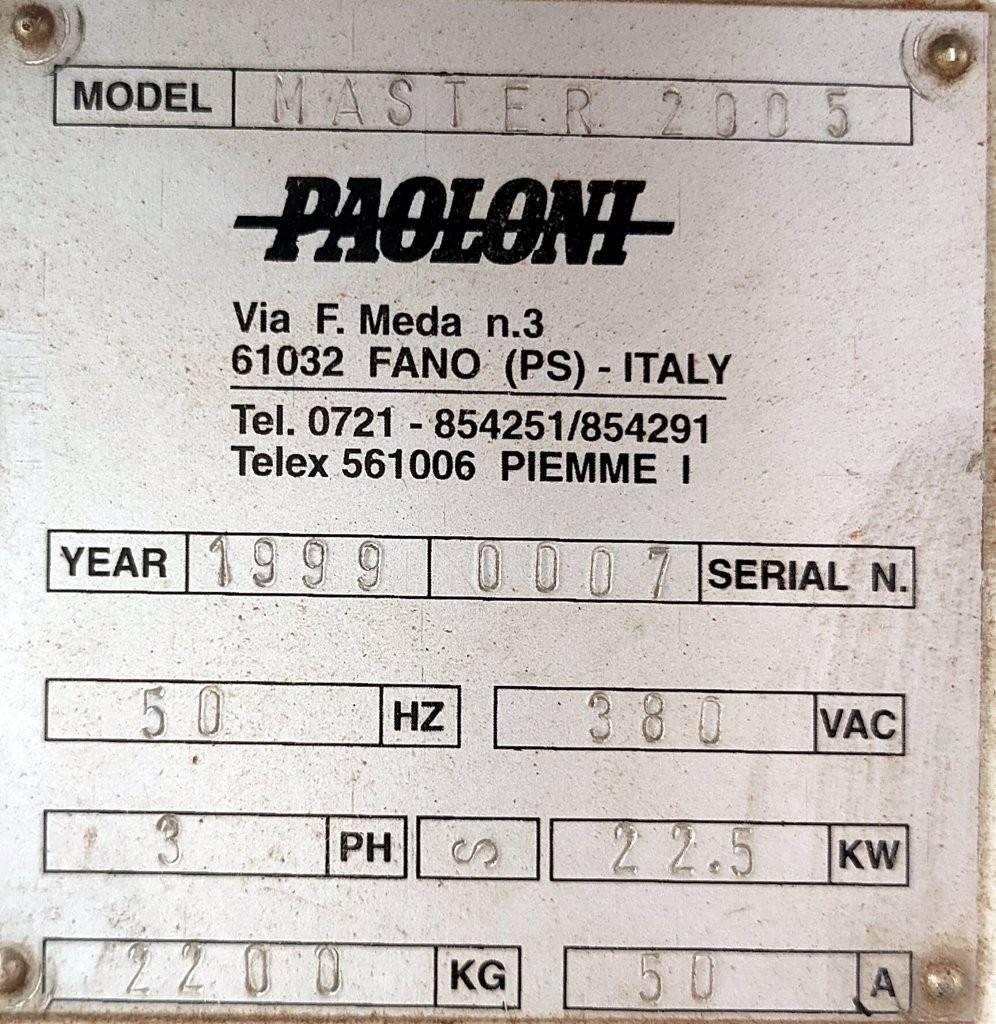 MODEL MASTER 2005
PAOLONI
Via F. Meda n.3
61032 FANO (PS) - ITALY
Tel. 0721 - 854251/854291
Telex 561006 PIEMME I
YEAR 1999 0007 SERIAL N.
50 HZ 380 VAC
3 PH S 22.5 KW
2200 KG 50 A